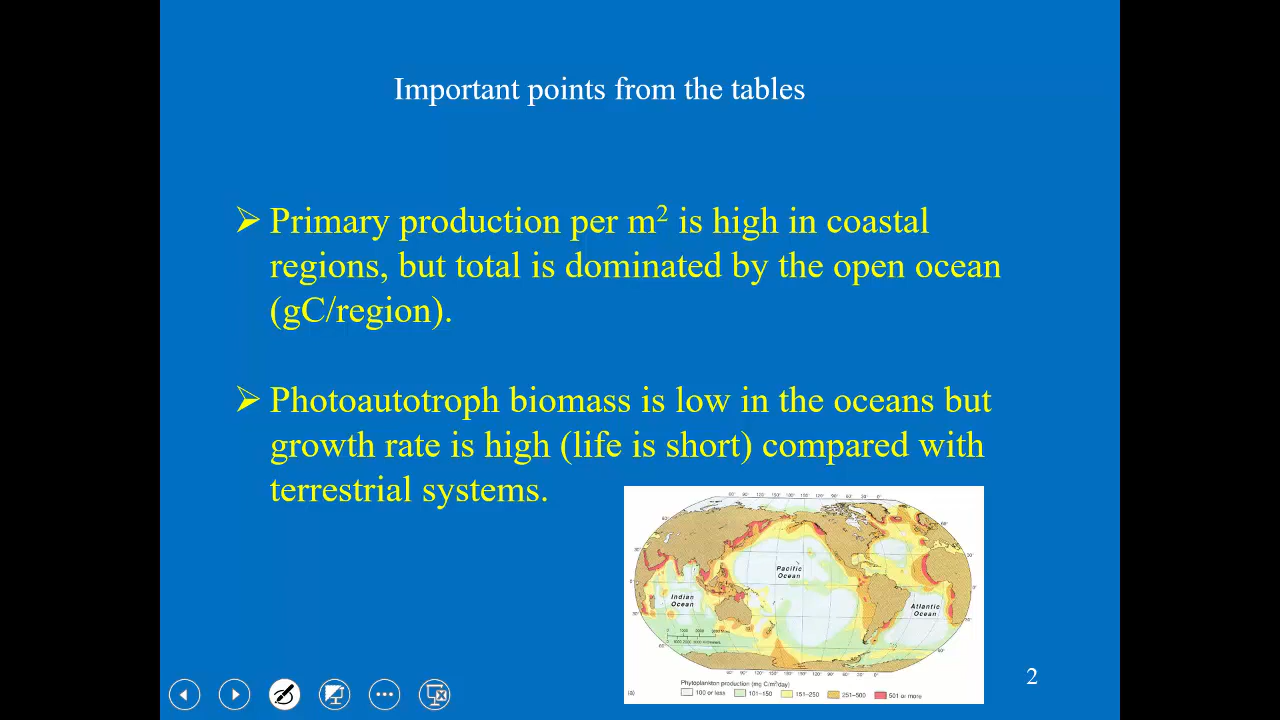 Important points from the tables
➢ Primary production per m² is high in coastal
regions, but total is dominated by the open ocean
(gC/region).
➢ Photoautotroph biomass is low in the oceans but
growth rate is high (life is short) compared with
terrestrial systems.
Pacific
Ocean
Indian
Ocean
Atlantic
Ocean
Phytoplankton production (mg C/m²/day)
(a)
100 or less
101–150
151–250
251–500
501 or more
2